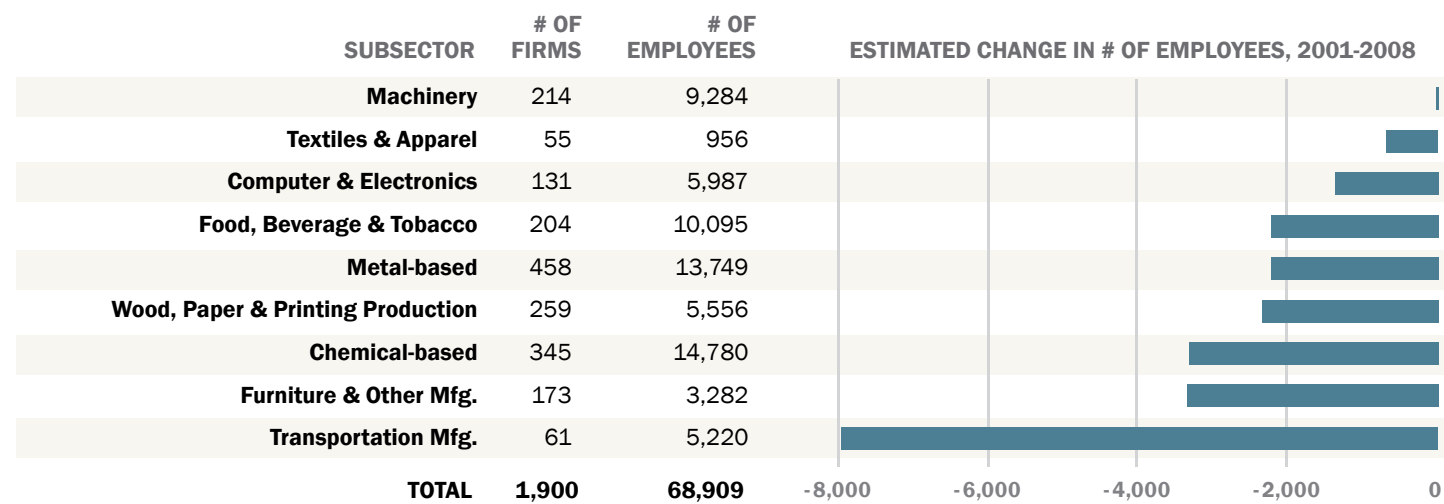 # OF # OF
SUBSECTOR FIRMS EMPLOYEES ESTIMATED CHANGE IN # OF EMPLOYEES, 2001-2008
Machinery 214 9,284
Textiles & Apparel 55 956
Computer & Electronics 131 5,987
Food, Beverage & Tobacco 204 10,095
Metal-based 458 13,749
Wood, Paper & Printing Production 259 5,556
Chemical-based 345 14,780
Furniture & Other Mfg. 173 3,282
Transportation Mfg. 61 5,220
TOTAL 1,900 68,909 -8,000 -6,000 -4,000 -2,000 0